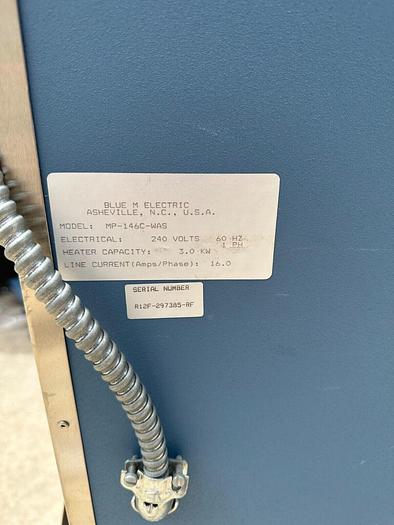 BLUE M ELECTRIC
ASHEVILLE, N.C., U.S.A.
MODEL: MP-146C-WAS
ELECTRICAL: 240 VOLTS 60 HZ
1 PH
HEATER CAPACITY: 3.0 KW
LINE CURRENT(Amps/Phase): 16.0
SERIAL NUMBER
R12F-297385-RF